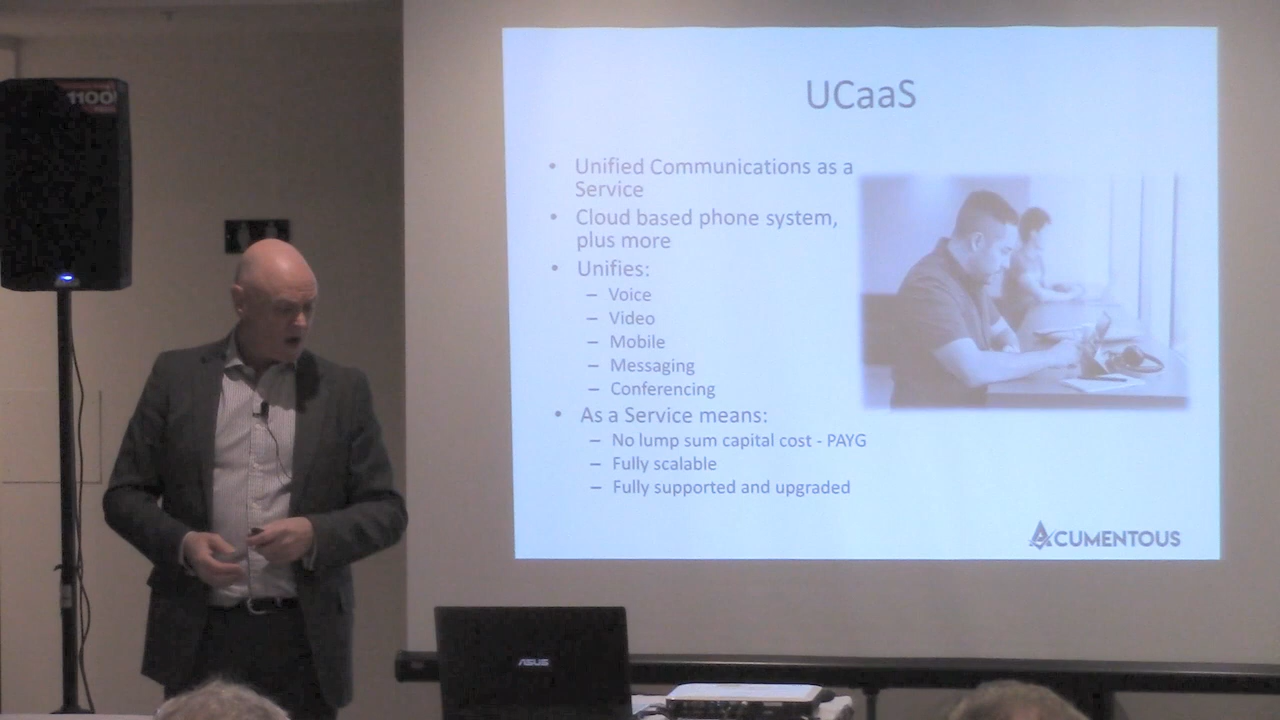 1100
UCaaS
• Unified Communications as a
Service
• Cloud based phone system,
plus more
• Unifies:
– Voice
– Video
– Mobile
– Messaging
– Conferencing
• As a Service means:
– No lump sum capital cost - PAYG
– Fully scalable
– Fully supported and upgraded
ACUMENTOUS
ASUS